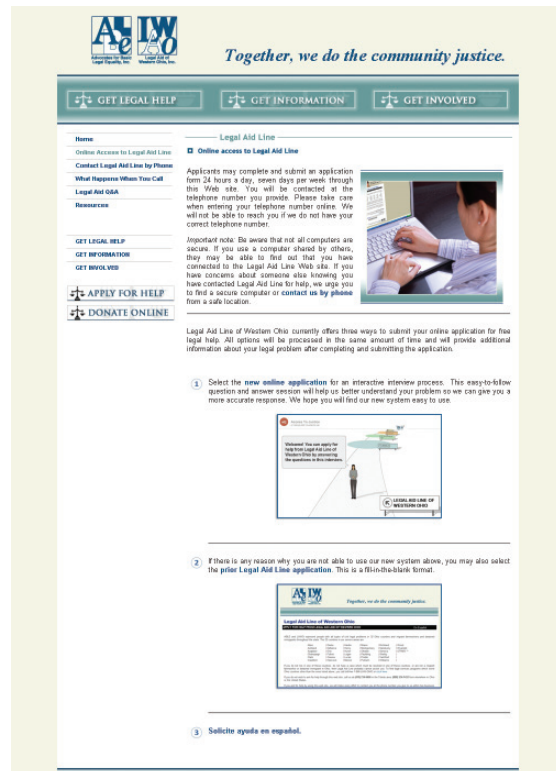 Advocates for Basic
Legal Equality, Inc.
Legal Aid of
Western Ohio, Inc.
Together, we do the community justice.
GET LEGAL HELP
GET INFORMATION
GET INVOLVED
Home
Online Access to Legal Aid Line
Contact Legal Aid Line by Phone
What Happens When You Call
Legal Aid Q&A
Resources
GET LEGAL HELP
GET INFORMATION
GET INVOLVED
APPLY FOR HELP
DONATE ONLINE
Legal Aid Line
Online access to Legal Aid Line
Applicants may complete and submit an application
form 24 hours a day, seven days per week through
this Web site. You will be contacted at the
telephone number you provide. Please take care
when entering your telephone number online. We
will not be able to reach you if we do not have your
correct telephone number.
Important note: Be aware that not all computers are
secure. If you use a computer shared by others,
they may be able to find out that you have
connected to the Legal Aid Line Web site. If you
have concerns about someone else knowing if you
have contacted Legal Aid Line for help, we urge you
to find a secure computer or contact us by phone
from a safe location.
Legal Aid Line of Western Ohio currently offers three ways to submit your online application for free
legal help. All options will be processed in the same amount of time and will provide additional
information about your legal problem after completing and submitting the application.
1 Select the new online application for an interactive interview process. This easy-to-follow
question and answer session will help us better understand your problem so we can give you a
more accurate response. We hope you will find our new system easy to use.
Welcome! You can apply for
help from Legal Aid Line of
Western Ohio by answering
the questions in this interview.
LEGAL AID LINE OF
WESTERN OHIO
2 If there is any reason why you are not able to use our new system above, you may also select
the prior Legal Aid Line application. This is a fill-in-the-blank format.
Together, we do the community justice.
Legal Aid Line of Western Ohio
3 Solicite ayuda en español.